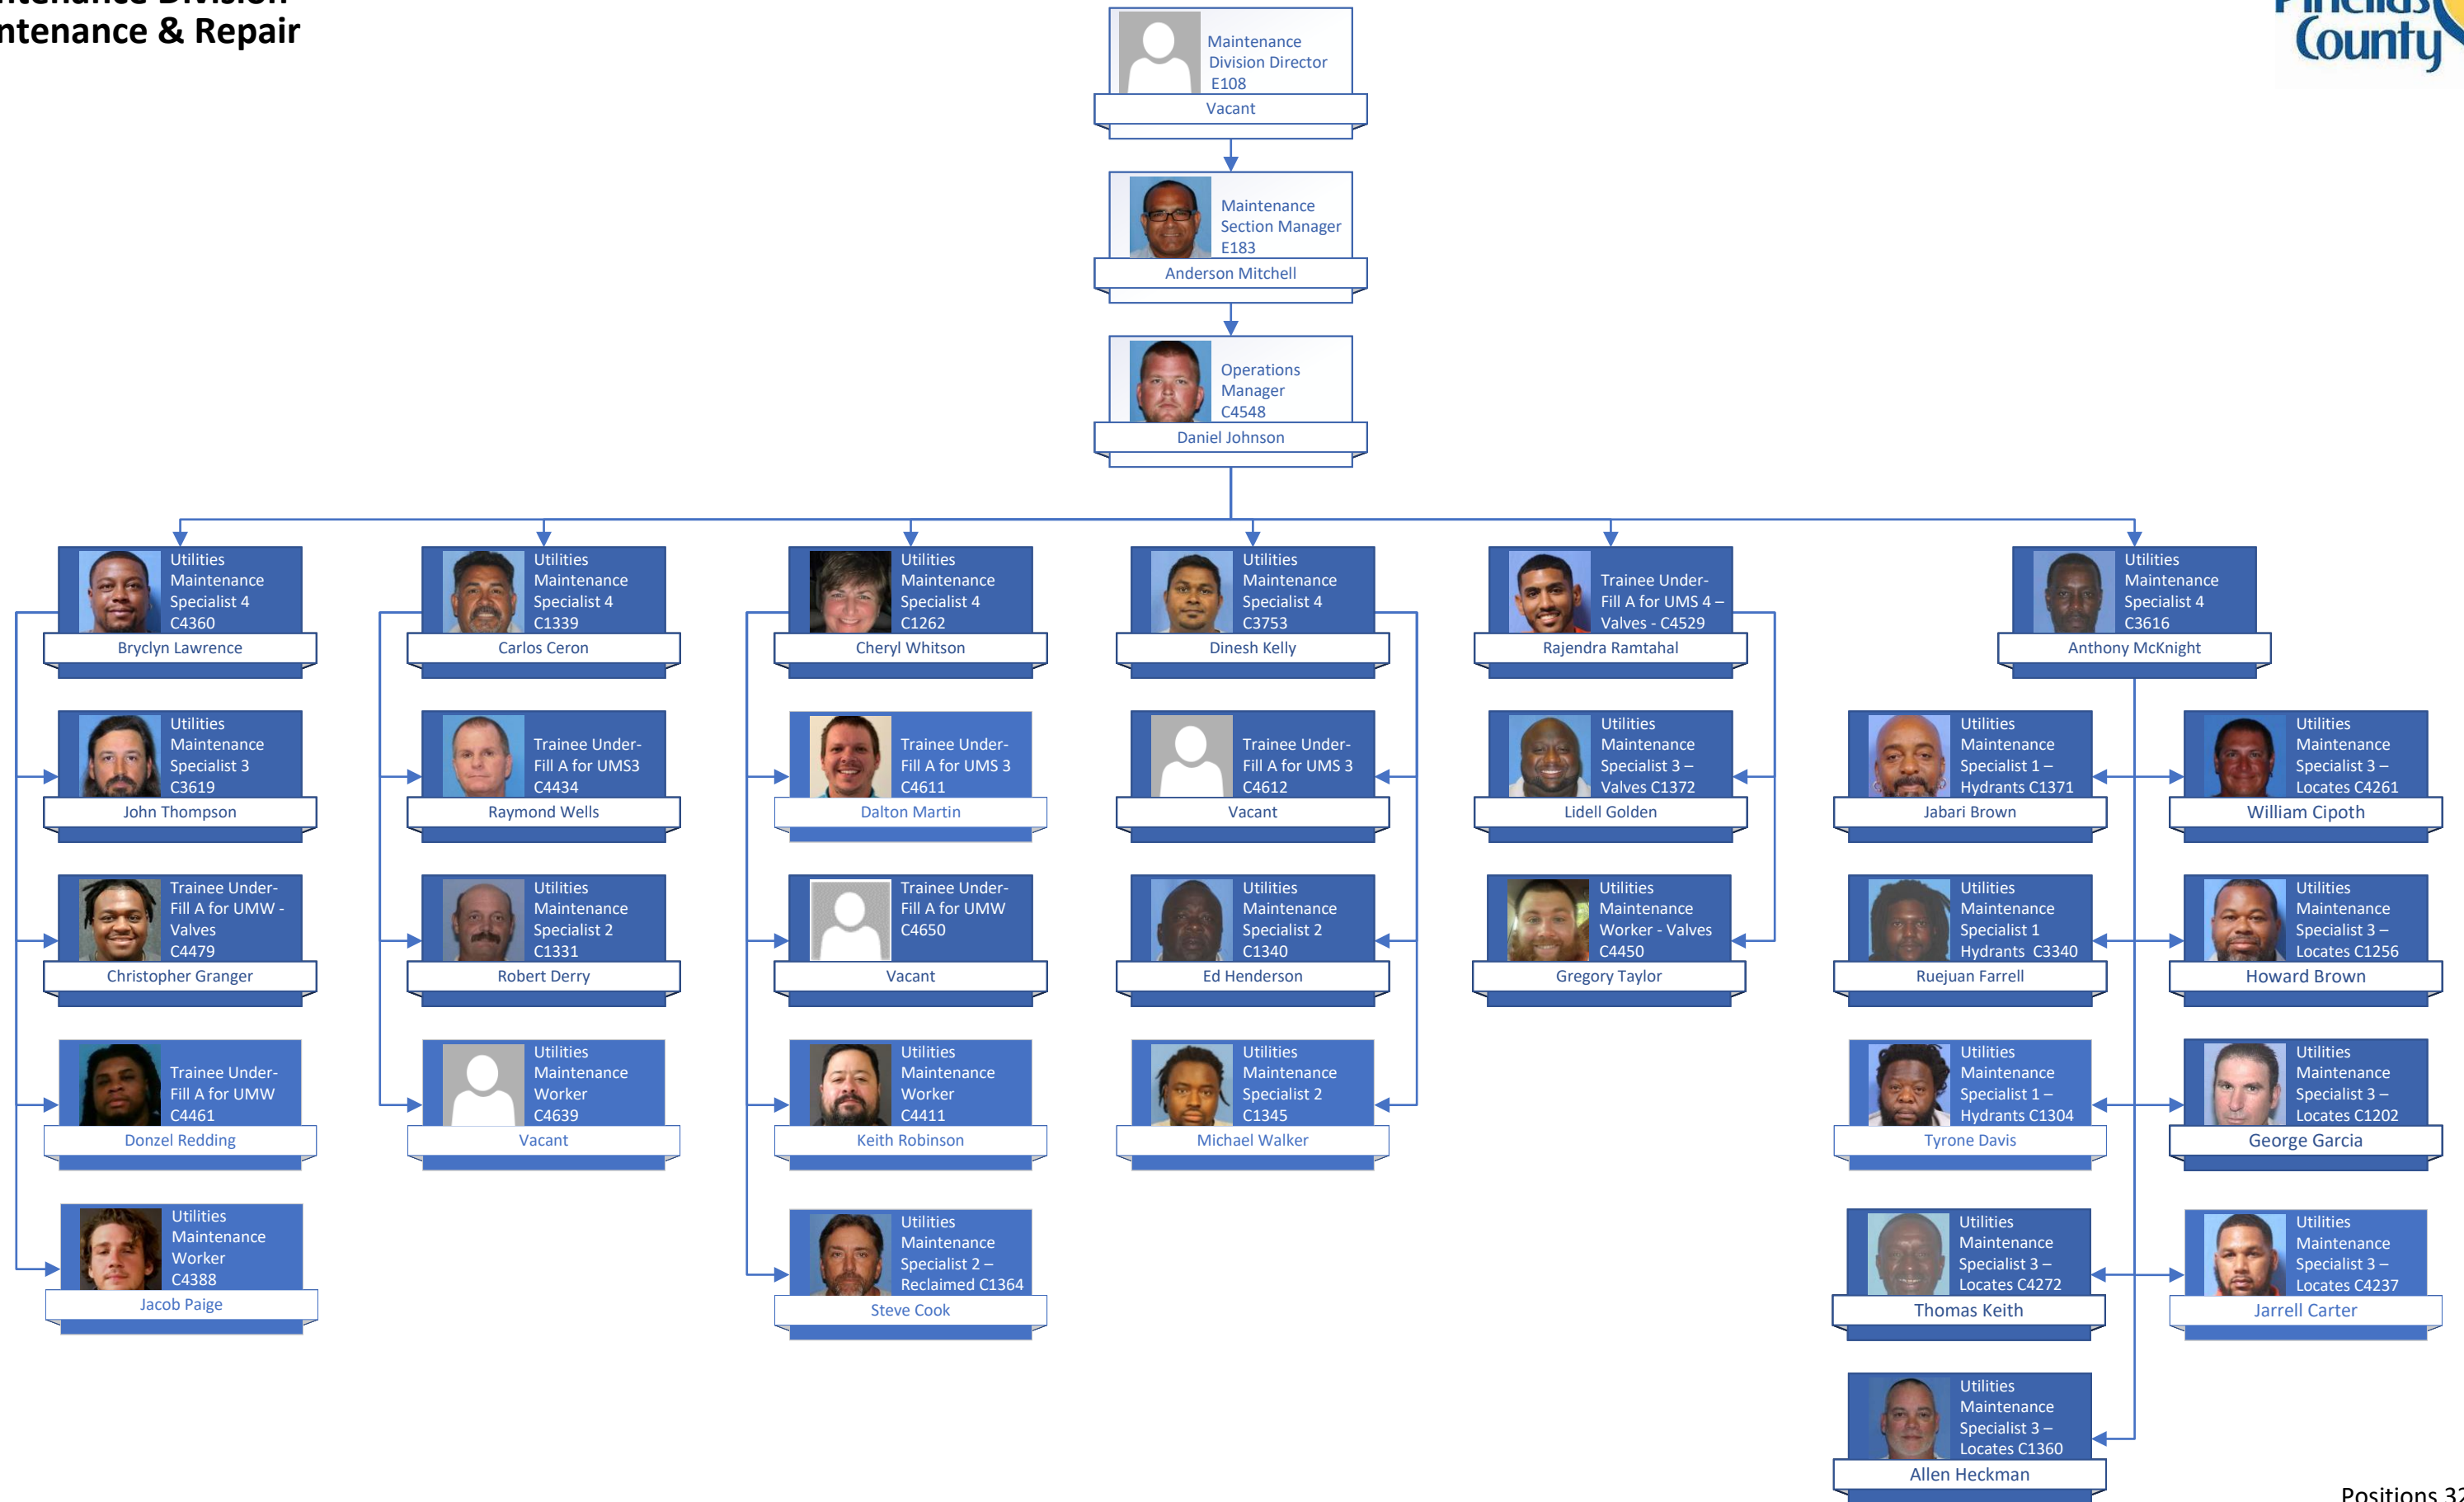 Maintenance & Repair
County
Maintenance
Division Director
E108
Vacant
Maintenance
Section Manager
E183
Anderson Mitchell
Operations
Manager
C4548
Daniel Johnson
Utilities
Maintenance
Specialist 4
C4360
Bryclyn Lawrence
Utilities
Maintenance
Specialist 4
C1339
Carlos Ceron
Utilities
Maintenance
Specialist 4
C1262
Cheryl Whitson
Utilities
Maintenance
Specialist 4
C3753
Dinesh Kelly
Trainee Under-
Fill A for UMS 4 –
Valves - C4529
Rajendra Ramtahal
Utilities
Maintenance
Specialist 4
C3616
Anthony McKnight
Utilities
Maintenance
Specialist 3
C3619
John Thompson
Trainee Under-
Fill A for UMS3
C4434
Raymond Wells
Trainee Under-
Fill A for UMS 3
C4611
Dalton Martin
Trainee Under-
Fill A for UMS 3
C4612
Vacant
Utilities
Maintenance
Specialist 3 –
Valves C1372
Lidell Golden
Utilities
Maintenance
Specialist 1 –
Hydrants C1371
Jabari Brown
Utilities
Maintenance
Specialist 3 –
Locates C4261
William Cipoth
Trainee Under-
Fill A for UMW -
Valves
C4479
Christopher Granger
Utilities
Maintenance
Specialist 2
C1331
Robert Derry
Trainee Under-
Fill A for UMW
C4650
Vacant
Utilities
Maintenance
Specialist 2
C1340
Ed Henderson
Utilities
Maintenance
Worker - Valves
C4450
Gregory Taylor
Utilities
Maintenance
Specialist 1
Hydrants C3340
Ruejuan Farrell
Utilities
Maintenance
Specialist 3 –
Locates C1256
Howard Brown
Trainee Under-
Fill A for UMW
C4461
Donzel Redding
Utilities
Maintenance
Worker
C4639
Vacant
Utilities
Maintenance
Worker
C4411
Keith Robinson
Utilities
Maintenance
Specialist 2
C1345
Michael Walker
Utilities
Maintenance
Specialist 1 –
Hydrants C1304
Tyrone Davis
Utilities
Maintenance
Specialist 3 –
Locates C1202
George Garcia
Utilities
Maintenance
Worker
C4388
Jacob Paige
Utilities
Maintenance
Specialist 2 –
Reclaimed C1364
Steve Cook
Utilities
Maintenance
Specialist 3 –
Locates C4272
Thomas Keith
Utilities
Maintenance
Specialist 3 –
Locates C4237
Jarrell Carter
Utilities
Maintenance
Specialist 3 –
Locates C1360
Allen Heckman
Positions 32